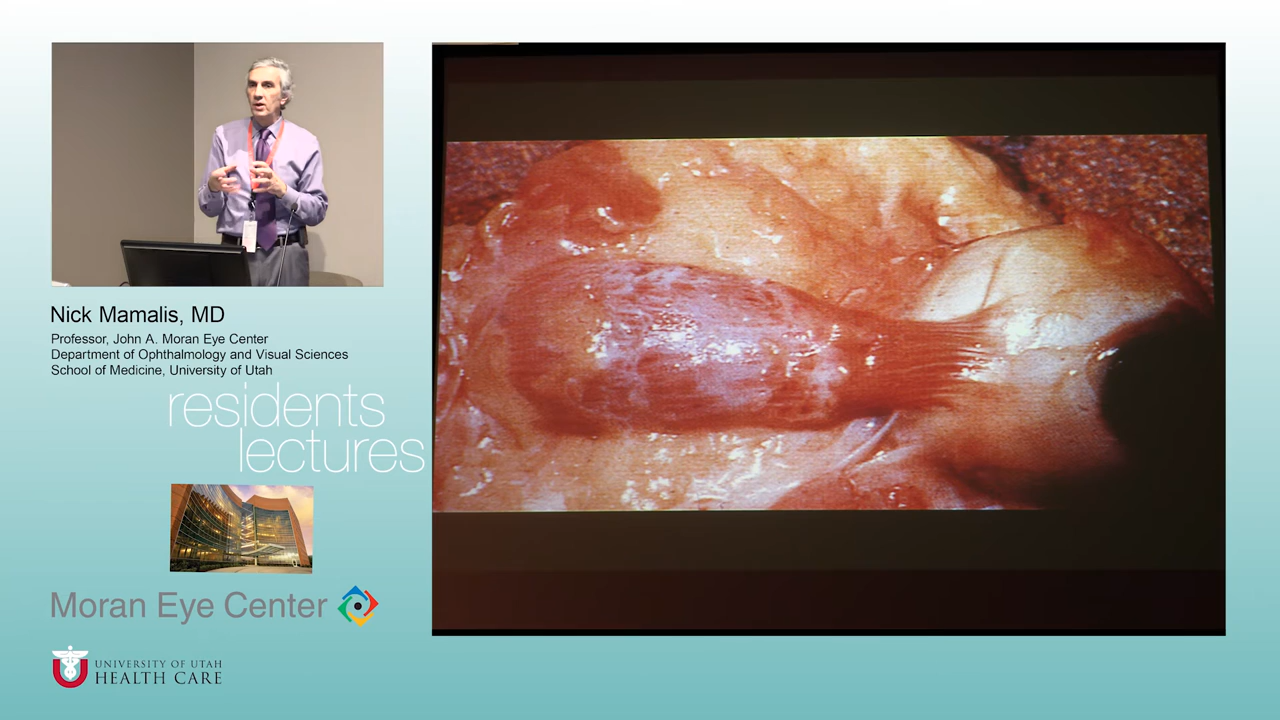 Nick Mamalis, MD
Professor, John A. Moran Eye Center
Department of Ophthalmology and Visual Sciences
School of Medicine, University of Utah
residents
lectures
Moran Eye Center
UNIVERSITY OF UTAH
HEALTH CARE